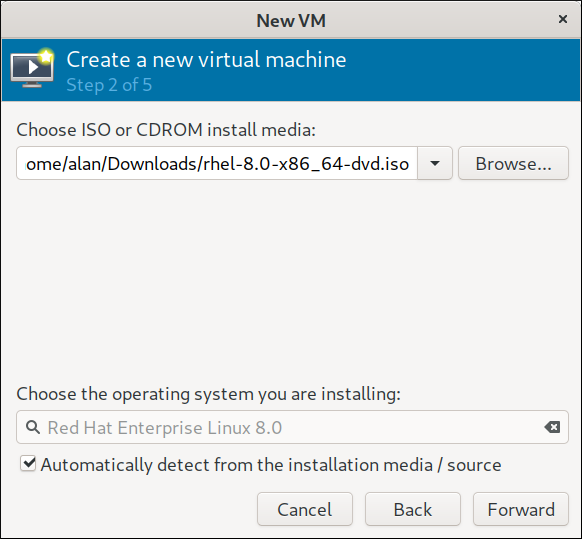 New VM
Create a new virtual machine
Step 2 of 5
Choose ISO or CDROM install media:
ome/alan/Downloads/rhel-8.0-x86_64-dvd.iso
Browse...
Choose the operating system you are installing:
Red Hat Enterprise Linux 8.0
Automatically detect from the installation media / source
Cancel
Back
Forward